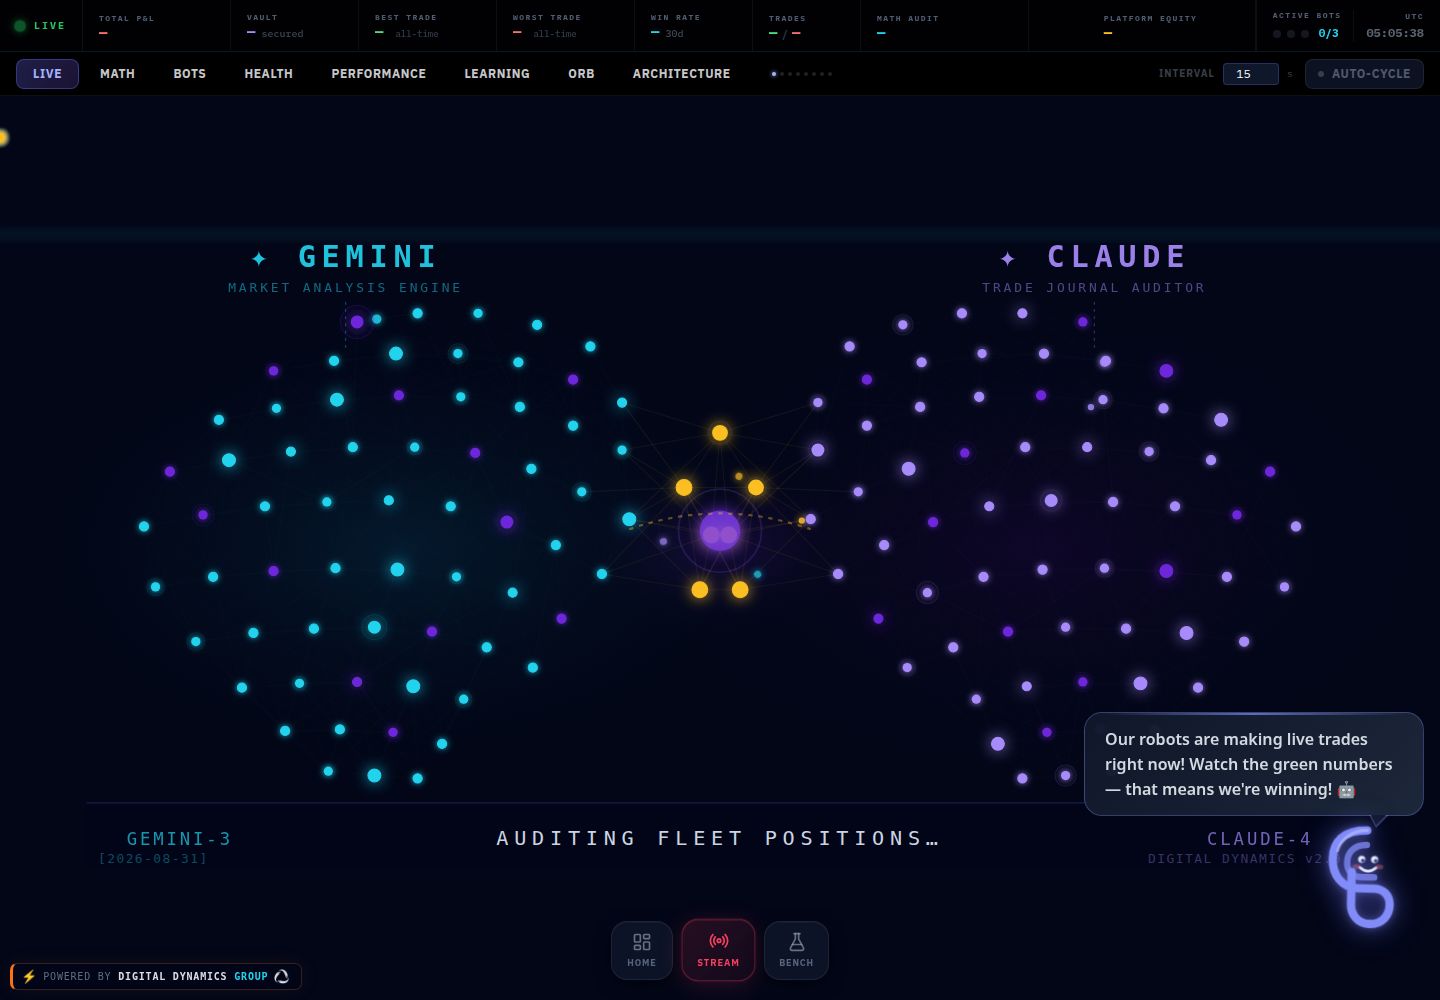 LIVE
TOTAL P&L
—
VAULT
— secured
BEST TRADE
— all-time
WORST TRADE
— all-time
WIN RATE
— 30d
TRADES
— / —
MATH AUDIT
—
PLATFORM EQUITY
—
ACTIVE BOTS
0/3
UTC
05:05:38
LIVE MATH BOTS HEALTH PERFORMANCE LEARNING ORB ARCHITECTURE
INTERVAL 15 s AUTO-CYCLE
✦ GEMINI
MARKET ANALYSIS ENGINE
✦ CLAUDE
TRADE JOURNAL AUDITOR
Our robots are making live trades
right now! Watch the green numbers
— that means we're winning! 🤖
GEMINI-3
[2026-08-31]
AUDITING FLEET POSITIONS…
CLAUDE-4
DIGITAL DYNAMICS
HOME STREAM BENCH
⚡ POWERED BY DIGITAL DYNAMICS GROUP